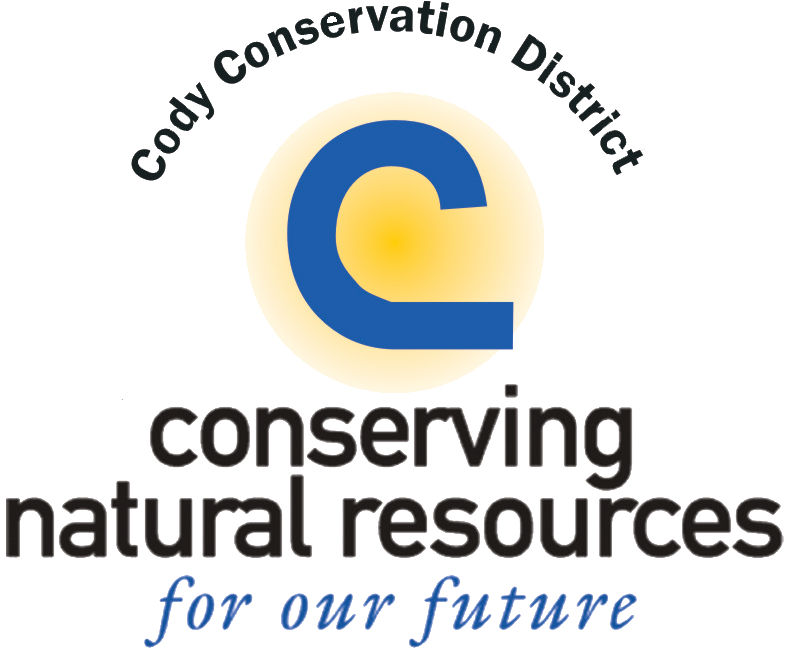 Cody Conservation District
C
conserving
natural resources
for our future